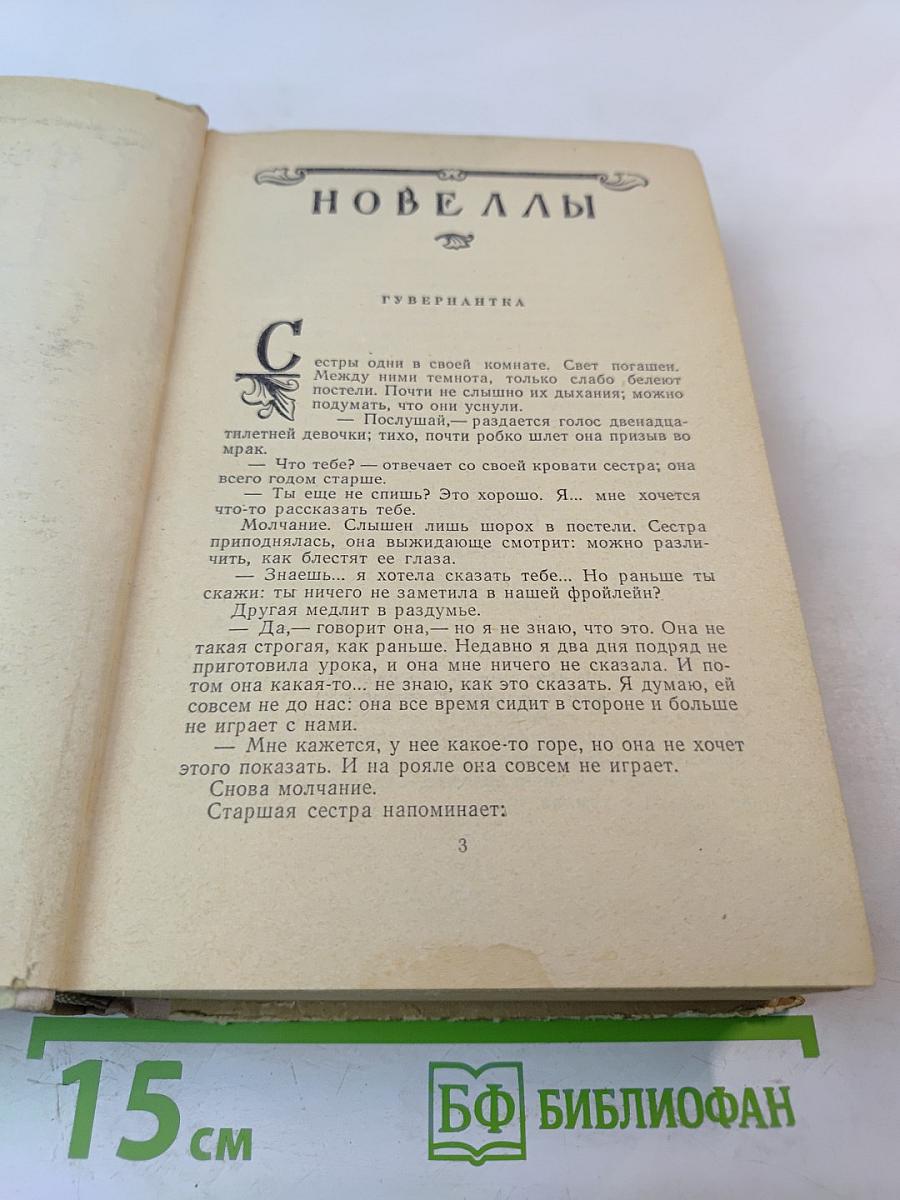 НОВЕЛЛЫ
ГУВЕРНАНТКА
Сестры одни в своей комнате. Свет погашен.
Между ними темнота, только слабо белеют
постели. Почти не слышно их дыхания; можно
подумать, что они уснули.
— Послушай,— раздается голос двенадца-
тилетней девочки; тихо, почти робко шлет она призыв во
мрак.
— Что тебе? — отвечает со своей кровати сестра; она
всего годом старше.
— Ты еще не спишь? Это хорошо. Я... мне хочется
что-то рассказать тебе.
Молчание. Слышен лишь шорох в постели. Сестра
приподнялась, она выжидающе смотрит: можно разли-
чить, как блестят ее глаза.
— Знаешь... я хотела сказать тебе... Но раньше ты
скажи: ты ничего не заметила в нашей фройлейн?
Другая медлит в раздумье.
— Да,— говорит она,— но я не знаю, что это. Она не
такая строгая, как раньше. Недавно я два дня подряд не
приготовила урока, и она мне ничего не сказала. И по-
том она какая-то... не знаю, как это сказать. Я думаю, ей
совсем не до нас: она все время сидит в стороне и больше
не играет с нами.
— Мне кажется, у нее какое-то горе, но она не хочет
этого показать. И на рояле она совсем не играет.
Снова молчание.
Старшая сестра напоминает:
3
15 см
БФ БИБЛИОФАН